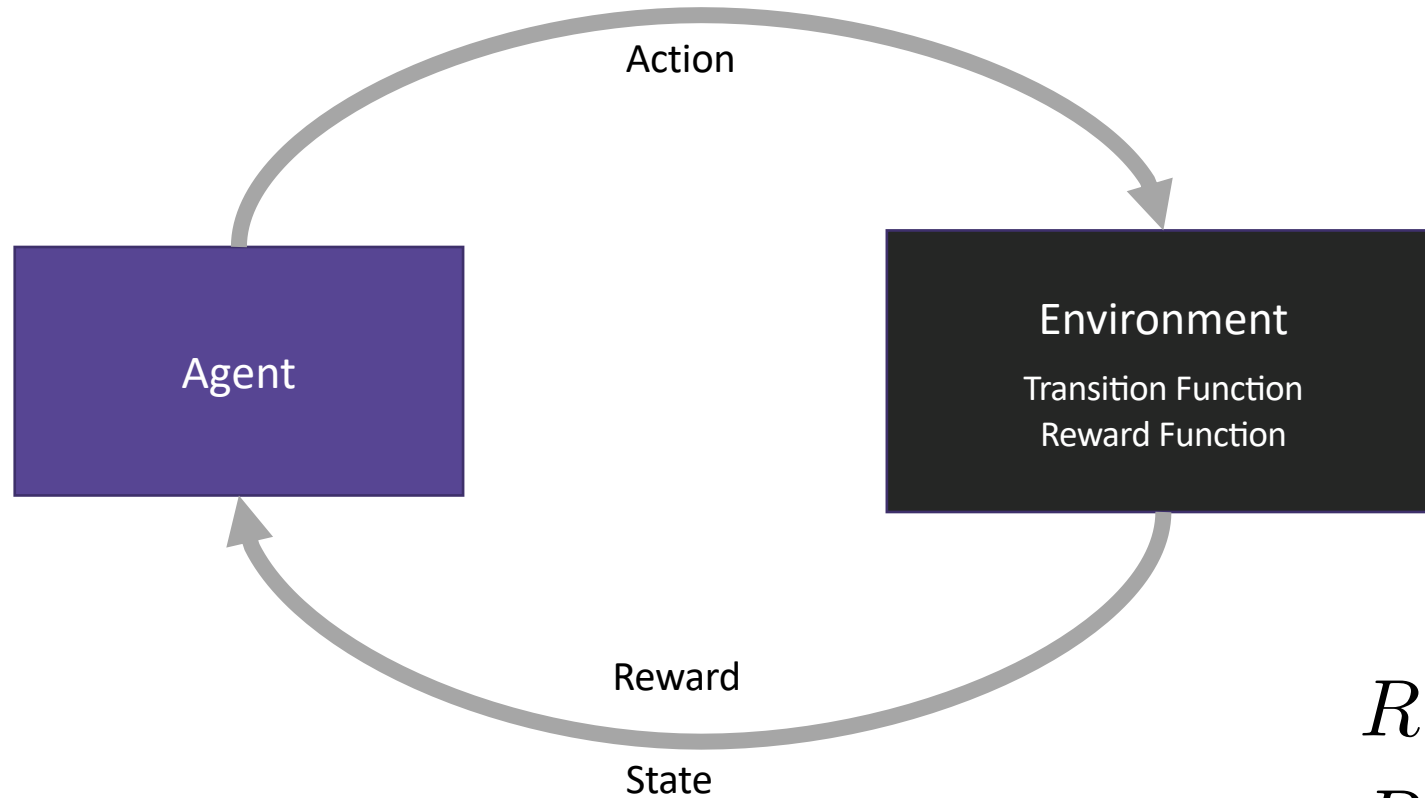 Action
Agent
Environment
Transition Function
Reward Function
Reward
State
R